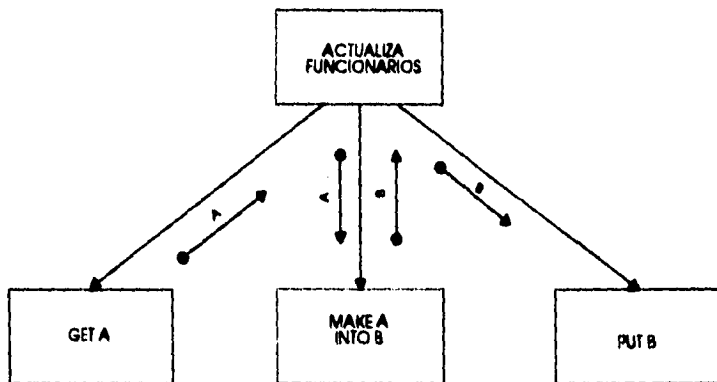 ACTUALIZA
FUNCIONARIOS
A
A
B
B
GET A
MAKE A
INTO B
PUT B